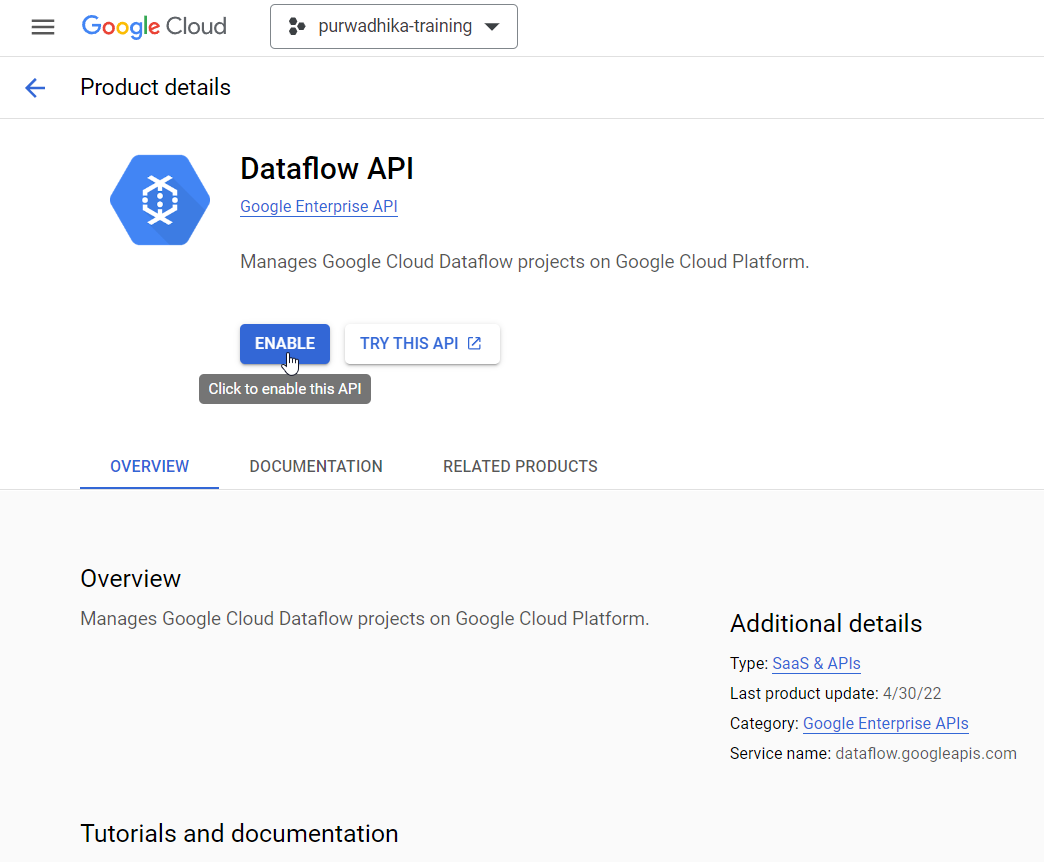 Google Cloud
purwadhika-training
Product details
Dataflow API
Google Enterprise API
Manages Google Cloud Dataflow projects on Google Cloud Platform.
ENABLE
TRY THIS API
Click to enable this API
OVERVIEW
DOCUMENTATION
RELATED PRODUCTS
Overview
Manages Google Cloud Dataflow projects on Google Cloud Platform.
Additional details
Type: SaaS & APIs
Last product update: 4/30/22
Category: Google Enterprise APIs
Service name: dataflow.googleapis.com
Tutorials and documentation